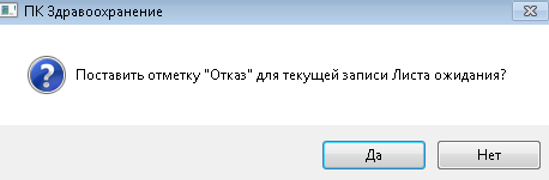 ПК Здравоохранение
Поставить отметку "Отказ" для текущей записи Листа ожидания?
Да
Нет